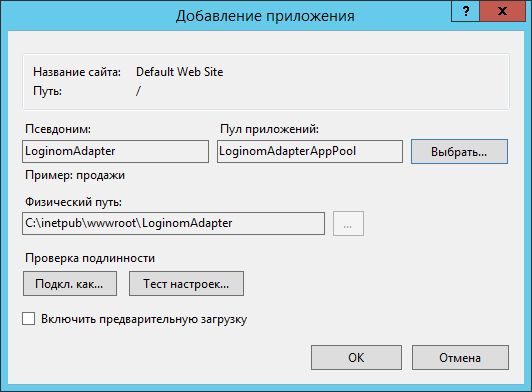 Добавление приложения
? x
Название сайта: Default Web Site
Путь: /
Псевдоним: Пул приложений:
LoginomAdapter LoginomAdapterAppPool Выбрать...
Пример: продажи
Физический путь:
C:\inetpub\wwwroot\LoginomAdapter ...
Проверка подлинности
Подкл. как... Тест настроек...
Включить предварительную загрузку
OK Отмена